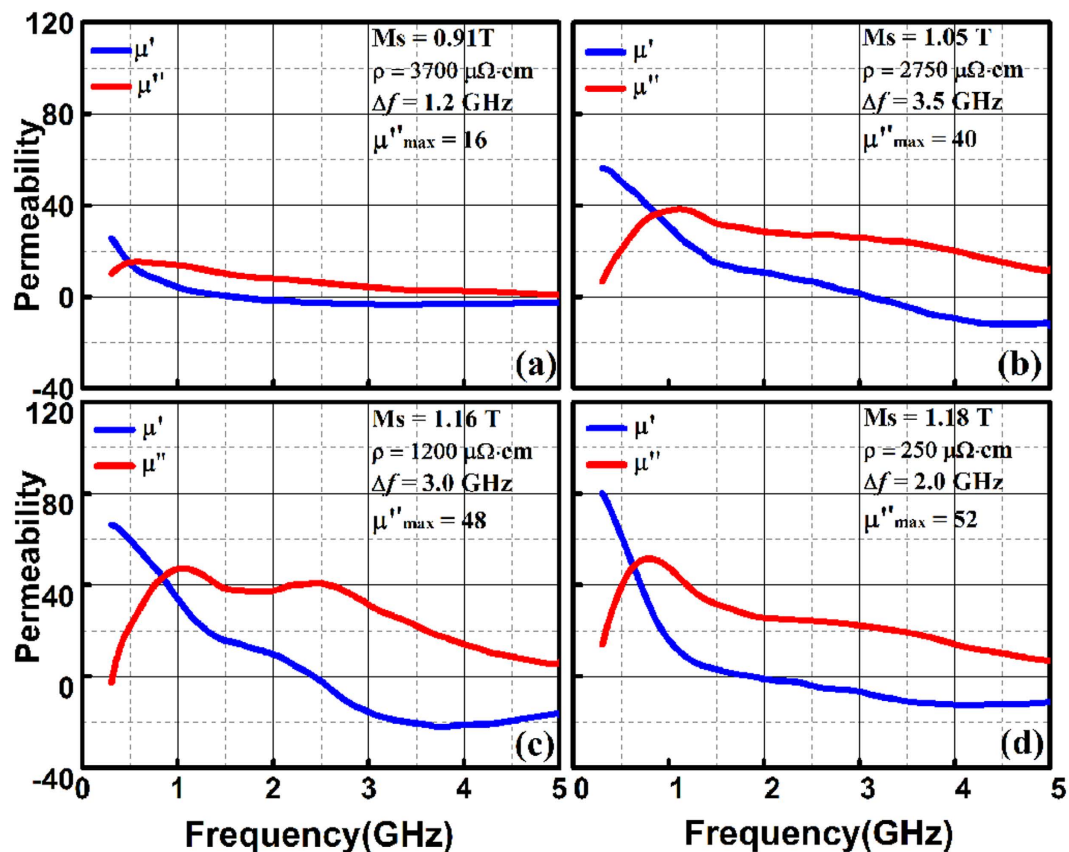 120
80
40
0
-40
Permeability
μ'
μ''
Ms = 0.91T
ρ = 3700 μΩ·cm
Δf = 1.2 GHz
μ''max = 16
(a)
μ'
μ''
Ms = 1.05 T
ρ = 2750 μΩ·cm
Δf = 3.5 GHz
μ''max = 40
(b)
120
80
40
0
-40
Permeability
μ'
μ''
Ms = 1.16 T
ρ = 1200 μΩ·cm
Δf = 3.0 GHz
μ''max = 48
(c)
μ'
μ''
Ms = 1.18 T
ρ = 250 μΩ·cm
Δf = 2.0 GHz
μ''max = 52
(d)
0 1 2 3 4 5
0 1 2 3 4 5
Frequency(GHz)
Frequency(GHz)